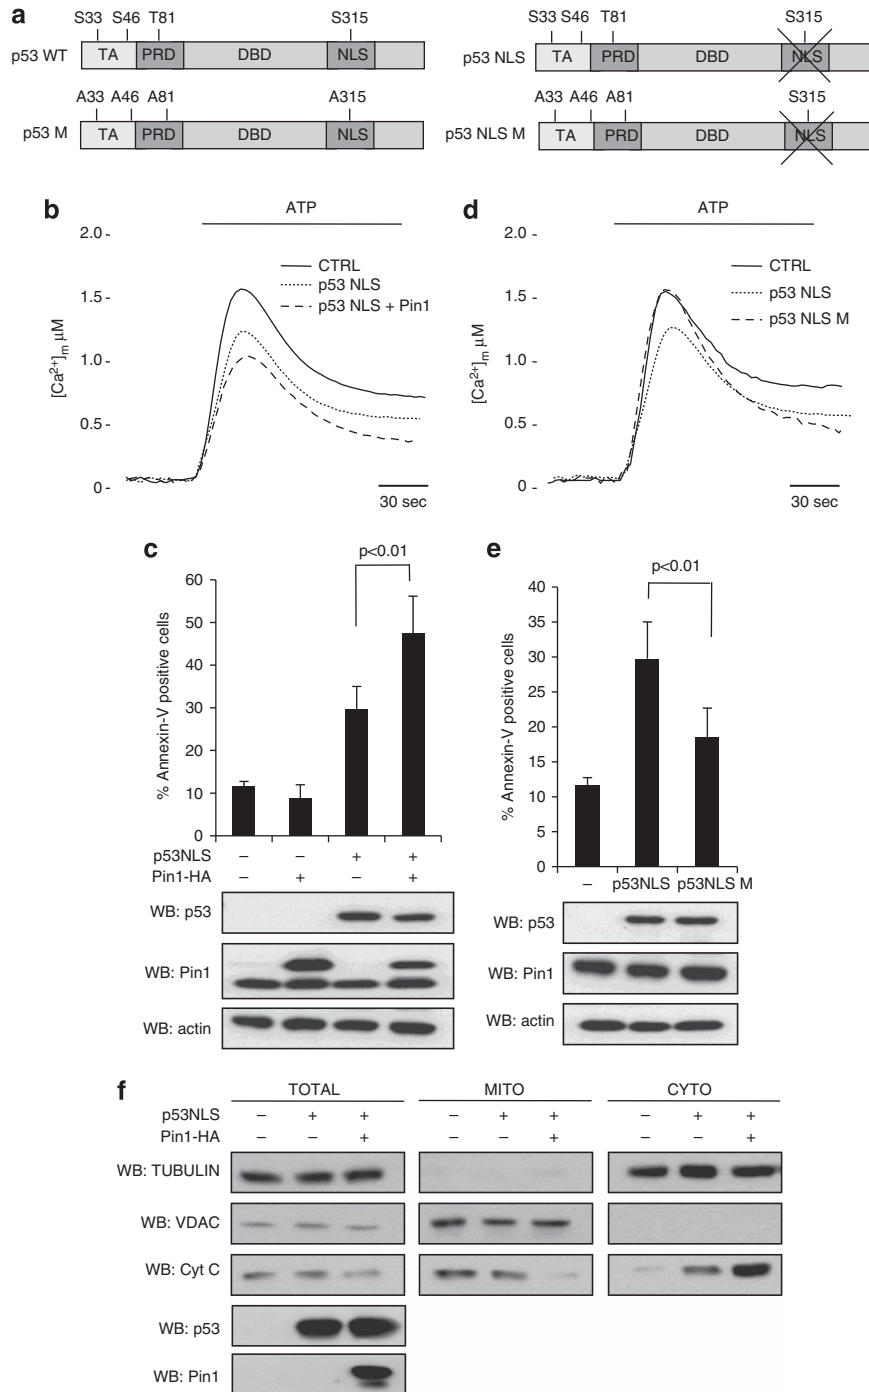 a
S33 S46 T81 S315
p53 WT TA PRD DBD NLS
A33 A46 A81 A315
p53 M TA PRD DBD NLS
S33 S46 T81 S315
p53 NLS TA PRD DBD NLS
A33 A46 A81 S315
p53 NLS M TA PRD DBD NLS
b
ATP
2.0 -
1.5 -
1.0 -
0.5 -
0 -
[Ca²⁺]m µM
CTRL
p53 NLS
p53 NLS + Pin1
30 sec
d
ATP
2.0 -
1.5 -
1.0 -
0.5 -
0 -
[Ca²⁺]m µM
CTRL
p53 NLS
p53 NLS M
30 sec
c
p<0.01
60
50
40
30
20
10
0
% Annexin-V positive cells
p53NLS – – + +
Pin1-HA – + – +
WB: p53
WB: Pin1
WB: actin
e
p<0.01
40
35
30
25
20
15
10
5
0
% Annexin-V positive cells
– p53NLS p53NLS M
WB: p53
WB: Pin1
WB: actin
f
TOTAL MITO CYTO
p53NLS – + + – + + – + +
Pin1-HA – – + – – + – – +
WB: TUBULIN
WB: VDAC
WB: Cyt C
WB: p53
WB: Pin1